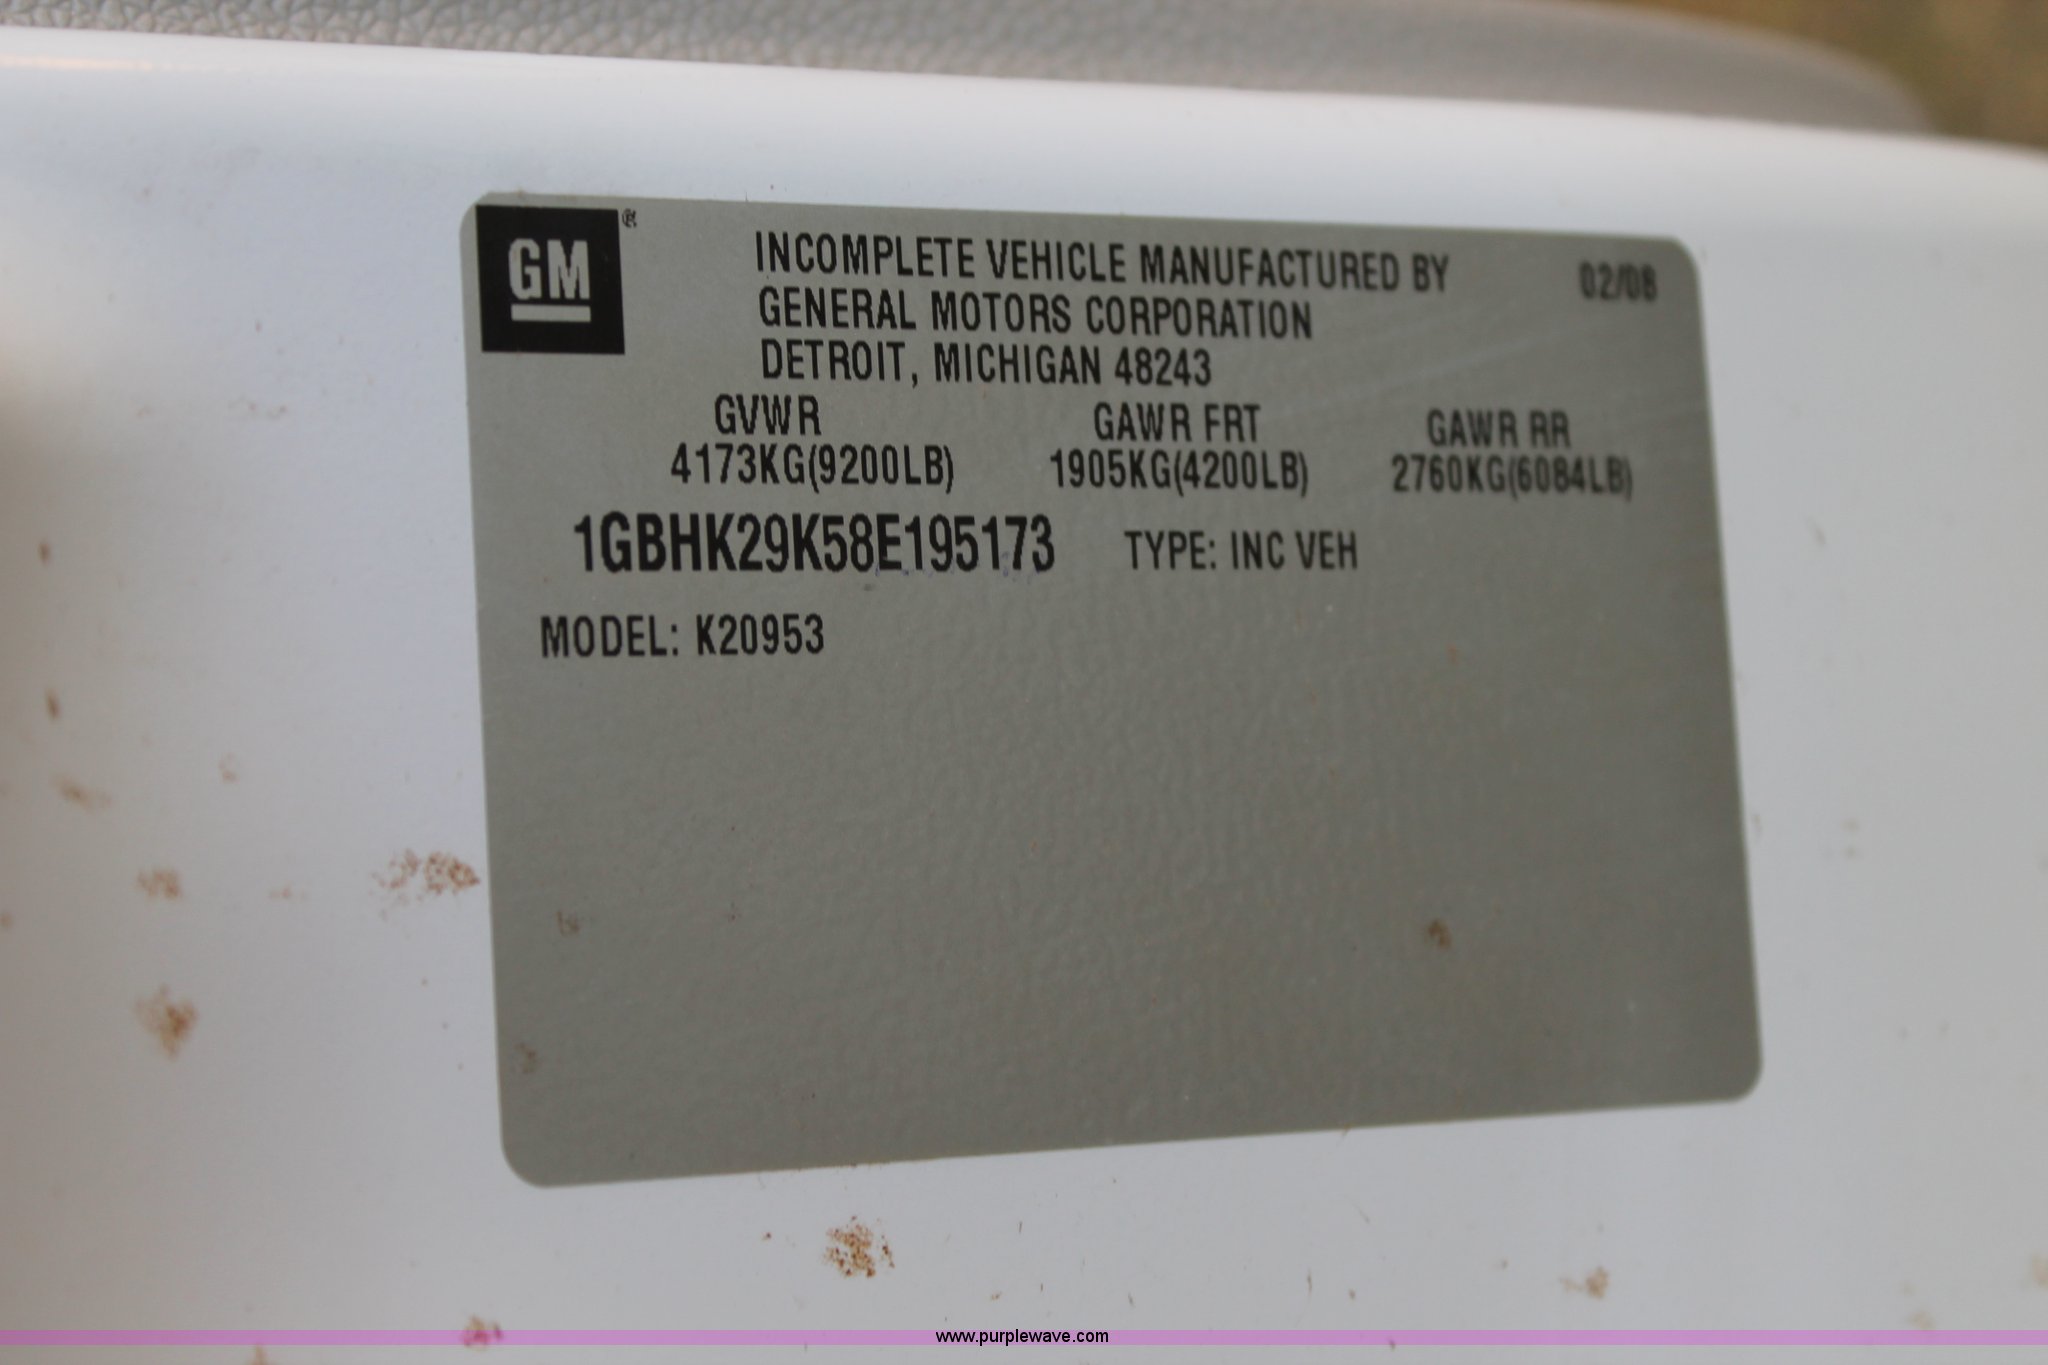 GM®
INCOMPLETE VEHICLE MANUFACTURED BY 02/08
GENERAL MOTORS CORPORATION
DETROIT, MICHIGAN 48243
GVWR GAWR FRT GAWR RR
4173KG(9200LB) 1905KG(4200LB) 2760KG(6084LB)
1GBHK29K58E195173 TYPE: INC VEH
MODEL: K20953
www.purplewave.com